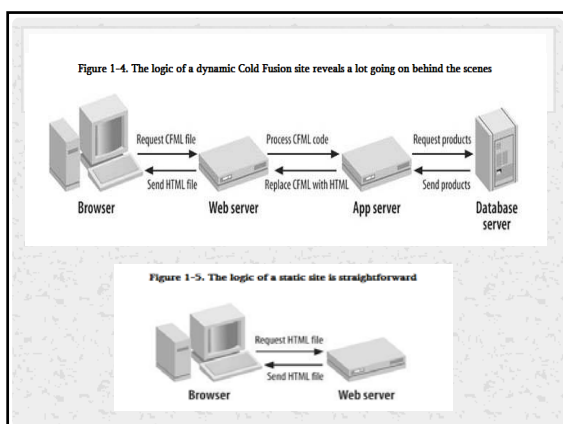 Figure 1-4. The logic of a dynamic Cold Fusion site reveals a lot going on behind the scenes
Request CFML file
Process CFML code
Request products
Send HTML file
Replace CFML with HTML
Send products
Browser
Web server
App server
Database
server
Figure 1-5. The logic of a static site is straightforward
Request HTML file
Send HTML file
Browser
Web server